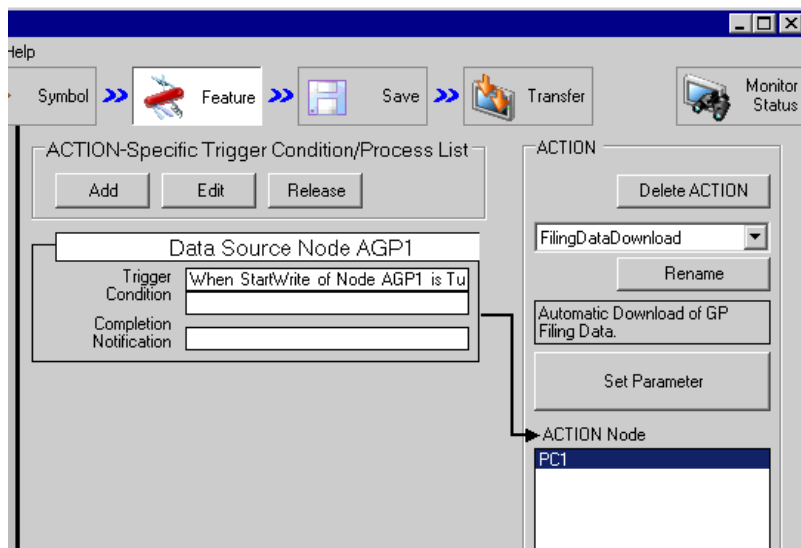 Help
Symbol
Feature
Save
Transfer
Monitor
Status
ACTION-Specific Trigger Condition/Process List
Add
Edit
Release
Data Source Node AGP1
Trigger
Condition
When StartWrite of Node AGP1 is Tu
Completion
Notification
ACTION
Delete ACTION
FilingDataDownload
Rename
Automatic Download of GP
Filing Data.
Set Parameter
ACTION Node
PC1